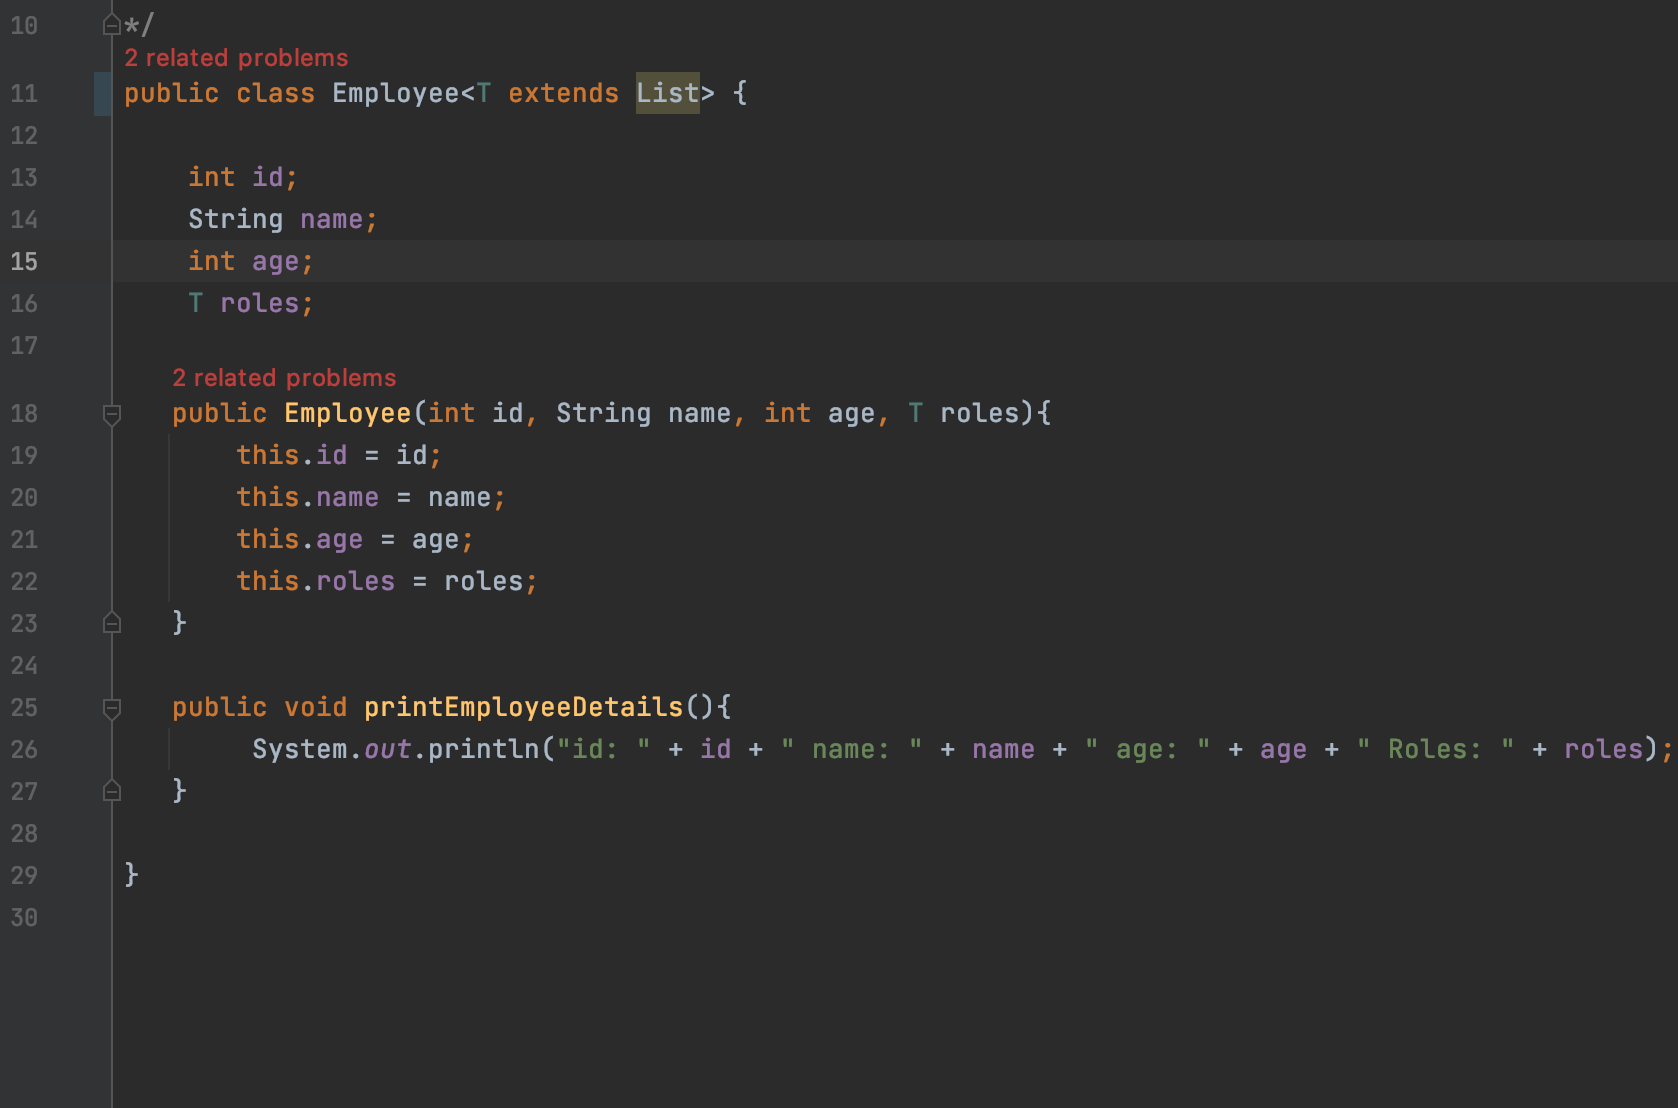 10 */
2 related problems
11 public class Employee<T extends List> {
12
13 int id;
14 String name;
15 int age;
16 T roles;
17
2 related problems
18 public Employee(int id, String name, int age, T roles){
19 this.id = id;
20 this.name = name;
21 this.age = age;
22 this.roles = roles;
23 }
24
25 public void printEmployeeDetails(){
26 System.out.println("id: " + id + " name: " + name + " age: " + age + " Roles: " + roles);
27 }
28
29 }
30